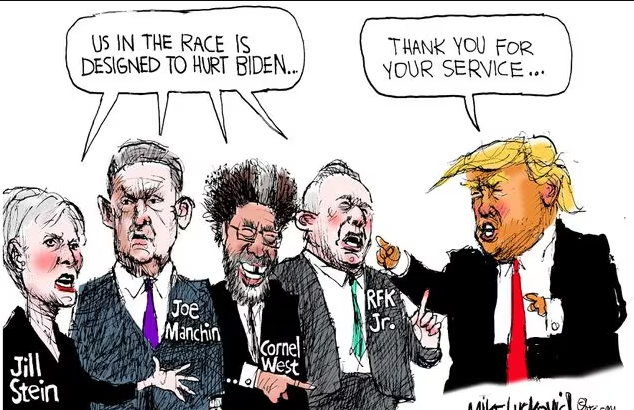 US IN THE RACE IS
DESIGNED TO HURT BIDEN...
THANK YOU FOR
YOUR SERVICE...
Jill
Stein
Joe
Manchin
Cornel
West
RFK
Jr.